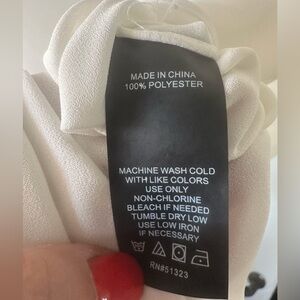 MADE IN CHINA
100% POLYESTER
MACHINE WASH COLD
WITH LIKE COLORS
USE ONLY
NON-CHLORINE
BLEACH IF NEEDED
TUMBLE DRY LOW
USE LOW IRON
IF NECESSARY
RN#51323